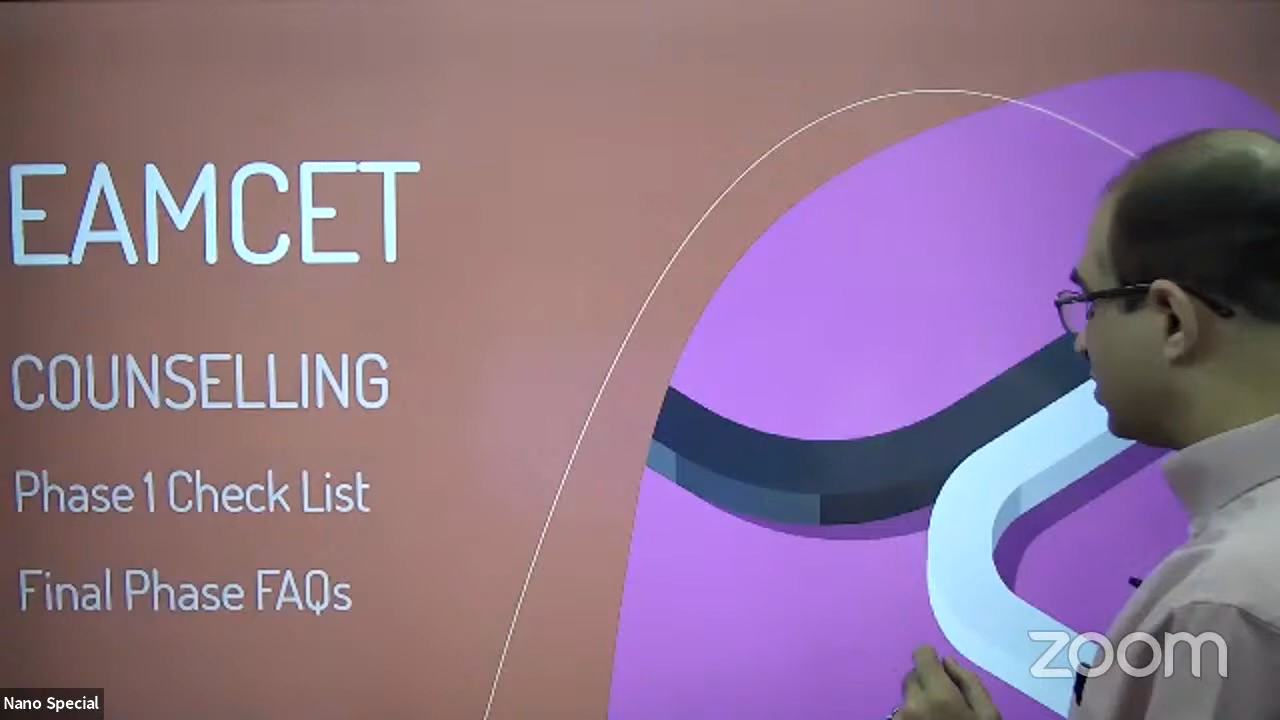 EAMCET
COUNSELLING
Phase 1 Check List
Final Phase FAQs
zoom
Nano Special